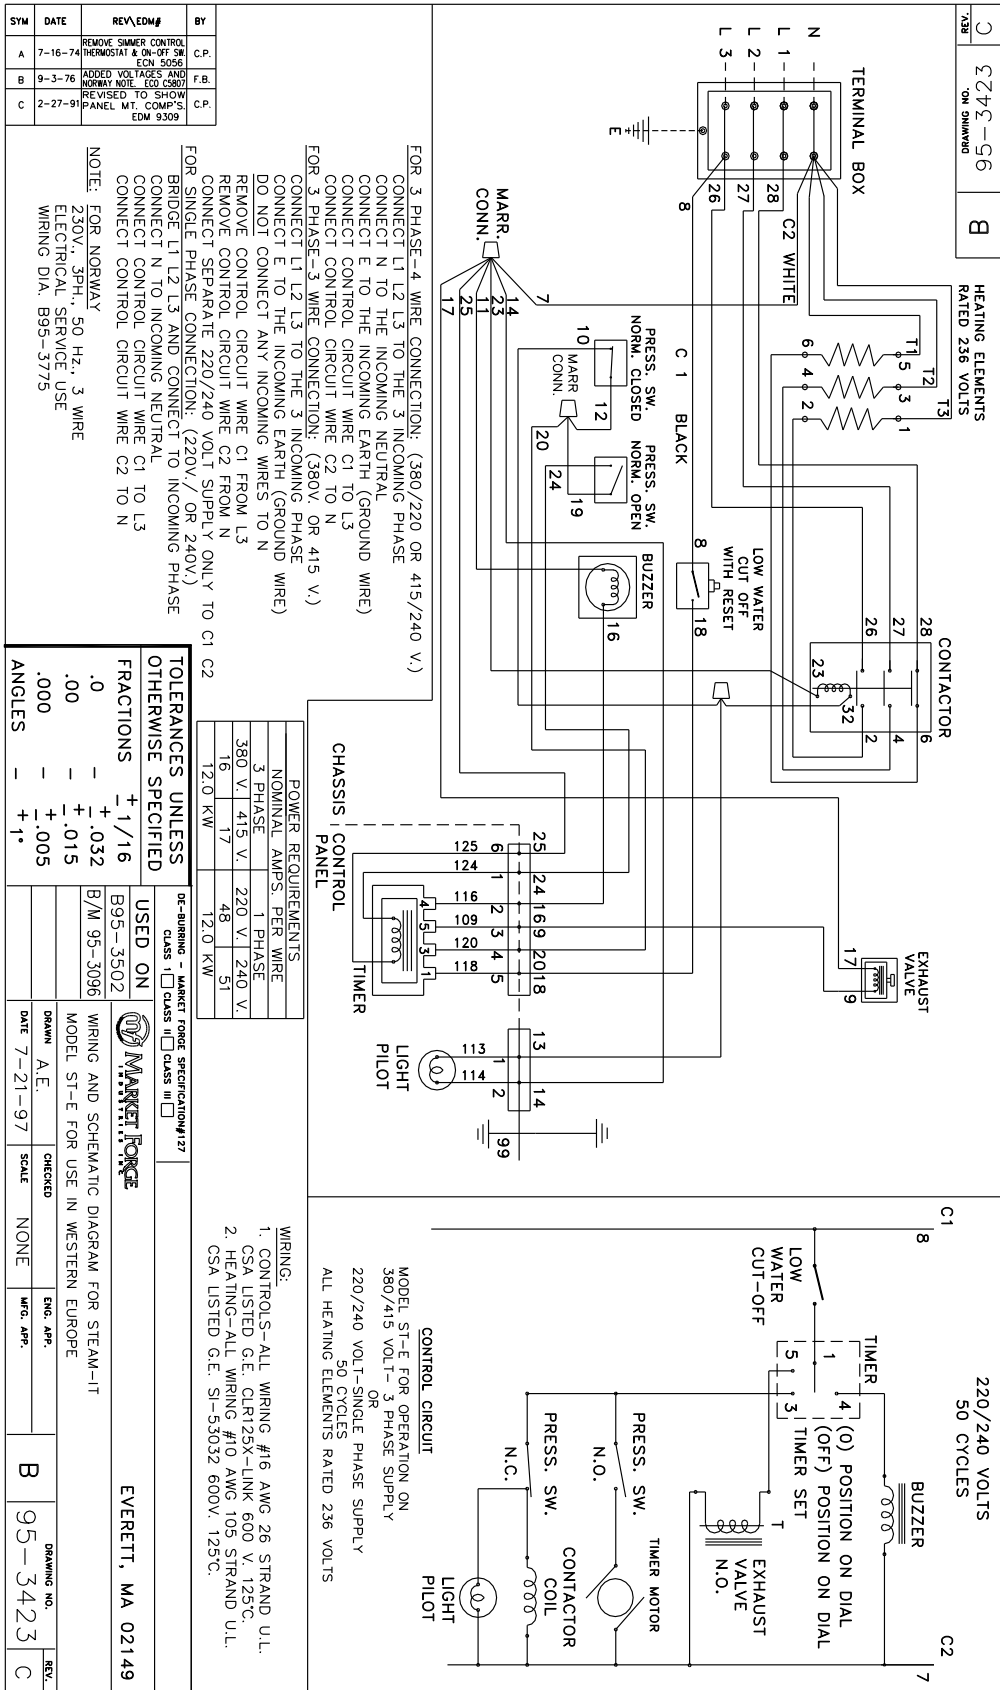 C
REV.
95-3423
DRAWING NO.
B
SYM DATE REV\EDM# BY
A 7-16-74 REMOVE SIMMER CONTROL THERMOSTAT & ON-OFF SW. ECN 5056 C.P.
B 9-3-76 ADDED VOLTAGES AND NORWAY NOTE. ECO C5807 F.B.
C 2-27-91 REVISED TO SHOW PANEL MT. COMP'S. EDM 9309 C.P.
TERMINAL BOX
N
L 1
L 2
L 3
E
28
27
26
8
C2 WHITE
HEATING ELEMENTS
RATED 236 VOLTS
T1
T2
T3
6
5
4
3
2
1
MARR.
CONN.
7
14
23
11
25
17
C 1 BLACK
PRESS. SW.
NORM. CLOSED
10
12
MARR
CONN.
20
24
PRESS. SW.
NORM. OPEN
19
BUZZER
16
8
18
LOW WATER
CUT OFF
WITH RESET
CONTACTOR
28
27
26
23
32
6
4
2
CHASSIS
CONTROL
PANEL
25
24
16
9
20
18
6
1
2
3
4
5
125
124
116
109
120
118
4
5
3
1
TIMER
EXHAUST
VALVE
17
9
13
14
1
2
113
114
LIGHT
PILOT
99
FOR 3 PHASE-4 WIRE CONNECTION; (380/220 OR 415/240 V.)
CONNECT L1 L2 L3 TO THE 3 INCOMING PHASE
CONNECT N TO THE INCOMING NEUTRAL
CONNECT E TO THE INCOMING EARTH (GROUND WIRE)
CONNECT CONTROL CIRCUIT WIRE C1 TO L3
CONNECT CONTROL CIRCUIT WIRE C2 TO N
FOR 3 PHASE-3 WIRE CONNECTION; (380V. OR 415 V.)
CONNECT L1 L2 L3 TO THE 3 INCOMING PHASE
CONNECT E TO THE INCOMING EARTH (GROUND WIRE)
DO NOT CONNECT ANY INCOMING WIRES TO N
REMOVE CONTROL CIRCUIT WIRE C1 FROM L3
REMOVE CONTROL CIRCUIT WIRE C2 FROM N
CONNECT SEPARATE 220/240 VOLT SUPPLY ONLY TO C1 C2
FOR SINGLE PHASE CONNECTION; (220V./ OR 240V.)
BRIDGE L1 L2 L3 AND CONNECT TO INCOMING PHASE
CONNECT N TO INCOMING NEUTRAL
CONNECT CONTROL CIRCUIT WIRE C1 TO L3
CONNECT CONTROL CIRCUIT WIRE C2 TO N
NOTE: FOR NORWAY
230V., 3PH., 50 Hz., 3 WIRE
ELECTRICAL SERVICE USE
WIRING DIA. B95-3775
POWER REQUIREMENTS
NOMINAL AMPS. PER WIRE
3 PHASE 1 PHASE
380 V. 415 V. 220 V. 240 V.
16 17 48 51
12.0 KW 12.0 KW
C1
8
220/240 VOLTS
50 CYCLES
C2
7
LOW
WATER
CUT-OFF
TIMER
1
5
4
3
(0) POSITION ON DIAL
(OFF) POSITION ON DIAL
TIMER SET
BUZZER
T
EXHAUST
VALVE
N.O.
PRESS. SW.
N.O.
TIMER MOTOR
PRESS. SW.
N.C.
CONTACTOR
COIL
LIGHT
PILOT
CONTROL CIRCUIT
MODEL ST-E FOR OPERATION ON
380/415 VOLT- 3 PHASE SUPPLY
OR
220/240 VOLT-SINGLE PHASE SUPPLY
50 CYCLES
ALL HEATING ELEMENTS RATED 236 VOLTS
WIRING:
1. CONTROLS-ALL WIRING #16 AWG 26 STRAND U.L.
CSA LISTED G.E. CLR125X-LINK 600 V. 125°C.
2. HEATING-ALL WIRING #10 AWG 105 STRAND U.L.
CSA LISTED G.E. SI-53032 600V. 125°C.
TOLERANCES UNLESS
OTHERWISE SPECIFIED
FRACTIONS ± 1/16
.0 - ± .032
.00 - ± .015
.000 - ± .005
ANGLES - ± 1°
DE-BURRING - MARKET FORGE SPECIFICATION#127
CLASS I CLASS II CLASS III
USED ON
B95-3502
B/M 95-3096
MARKET FORGE
INDUSTRIES INC
EVERETT, MA 02149
WIRING AND SCHEMATIC DIAGRAM FOR STEAM-IT
MODEL ST-E FOR USE IN WESTERN EUROPE
DRAWN A.E.
CHECKED
ENG. APP.
DATE 7-21-97
SCALE NONE
MFG. APP.
B
DRAWING NO.
95-3423
REV.
C